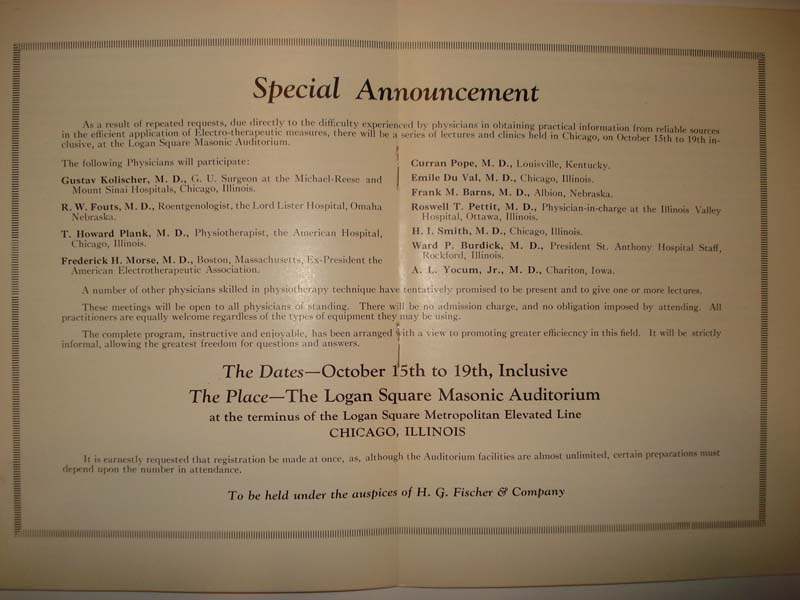 Special Announcement
As a result of repeated requests, due directly to the difficulty experienced by physicians in obtaining practical information from reliable sources
in the efficient application of Electro-therapeutic measures, there will be a series of lectures and clinics held in Chicago, on October 15th to 19th in-
clusive, at the Logan Square Masonic Auditorium.
The following Physicians will participate:
Gustav Kolischer, M. D., G. U. Surgeon at the Michael-Reese and
Mount Sinai Hospitals, Chicago, Illinois.
R. W. Fouts, M. D., Roentgenologist, the Lord Lister Hospital, Omaha
Nebraska.
T. Howard Plank, M. D., Physiotherapist, the American Hospital,
Chicago, Illinois.
Frederick H. Morse, M. D., Boston, Massachusetts, Ex-President the
American Electrotherapeutic Association.
Curran Pope, M. D., Louisville, Kentucky.
Emile Du Val, M. D., Chicago, Illinois.
Frank M. Barns, M. D., Albion, Nebraska.
Roswell T. Pettit, M. D., Physician-in-charge at the Illinois Valley
Hospital, Ottawa, Illinois.
H. I. Smith, M. D., Chicago, Illinois.
Ward P. Burdick, M. D., President St. Anthony Hospital Staff,
Rockford, Illinois.
A. L. Yocum, Jr., M. D., Chariton, Iowa.
A number of other physicians skilled in physiotherapy technique have tentatively promised to be present and to give one or more lectures.
These meetings will be open to all physicians of standing. There will be no admission charge, and no obligation imposed by attending. All
practitioners are equally welcome regardless of the types of equipment they may be using.
The complete program, instructive and enjoyable, has been arranged with a view to promoting greater efficiecncy in this field. It will be strictly
informal, allowing the greatest freedom for questions and answers.
The Dates—October 15th to 19th, Inclusive
The Place—The Logan Square Masonic Auditorium
at the terminus of the Logan Square Metropolitan Elevated Line
CHICAGO, ILLINOIS
It is earnestly requested that registration be made at once, as, although the Auditorium facilities are almost unlimited, certain preparations must
depend upon the number in attendance.
To be held under the auspices of H. G. Fischer & Company